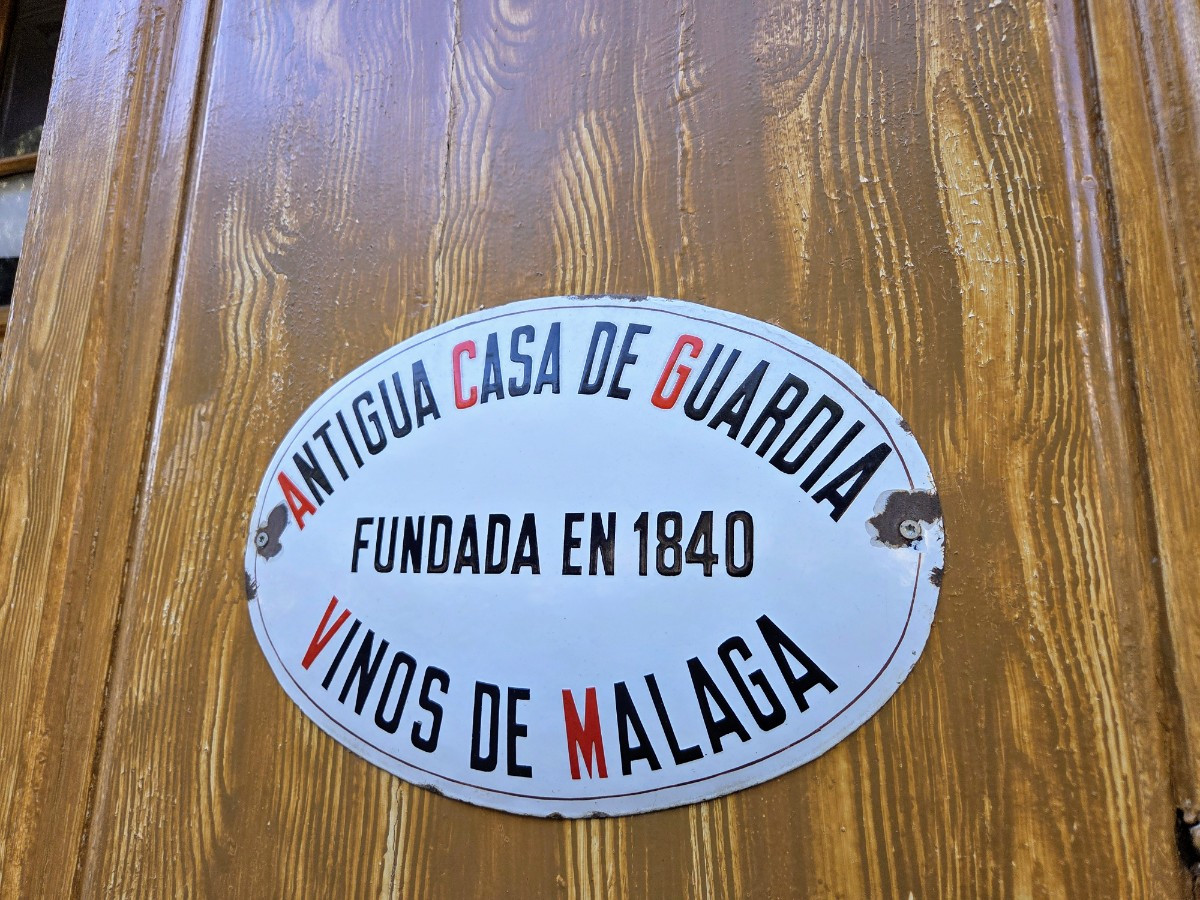 ANTIGUA CASA DE GUARDIA
FUNDADA EN 1840
VINOS DE MALAGA